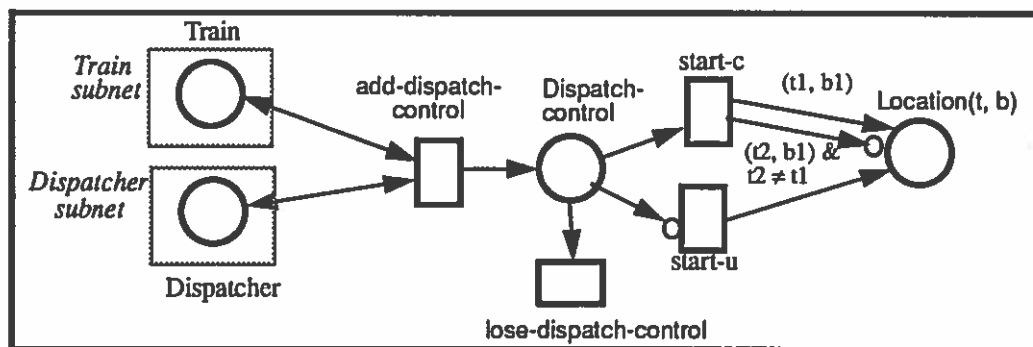 Train
Train
subnet
Dispatcher
subnet
Dispatcher
add-dispatch-
control
Dispatch-
control
lose-dispatch-control
start-c
(t1, b1)
(t2, b1) &
t2 ≠ t1
start-u
Location(t, b)